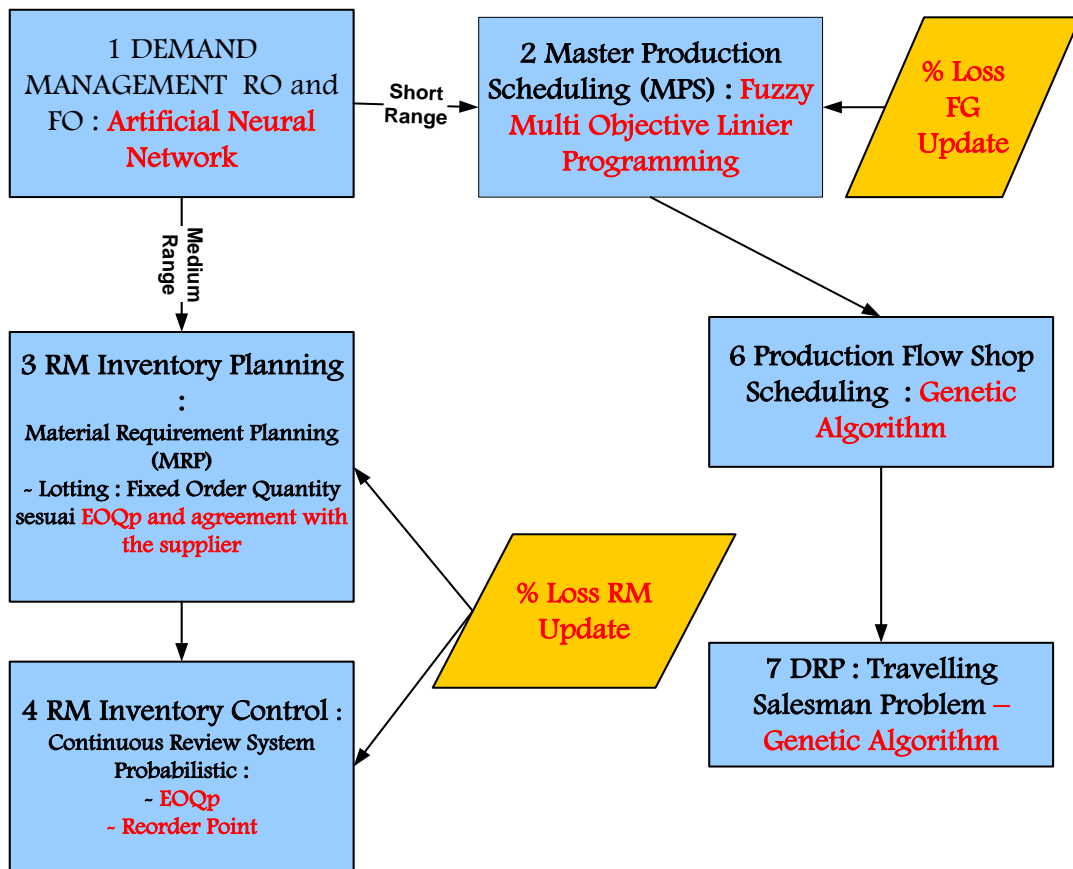 1 DEMAND
MANAGEMENT RO and
FO : Artificial Neural
Network
Short
Range
2 Master Production
Scheduling (MPS) : Fuzzy
Multi Objective Linier
Programming
% Loss
FG
Update
Medium
Range
3 RM Inventory Planning
:
Material Requirement Planning
(MRP)
- Lotting : Fixed Order Quantity
sesuai EOQp and agreement with
the supplier
6 Production Flow Shop
Scheduling : Genetic
Algorithm
% Loss RM
Update
4 RM Inventory Control :
Continuous Review System
Probabilistic :
- EOQp
- Reorder Point
7 DRP : Travelling
Salesman Problem –
Genetic Algorithm